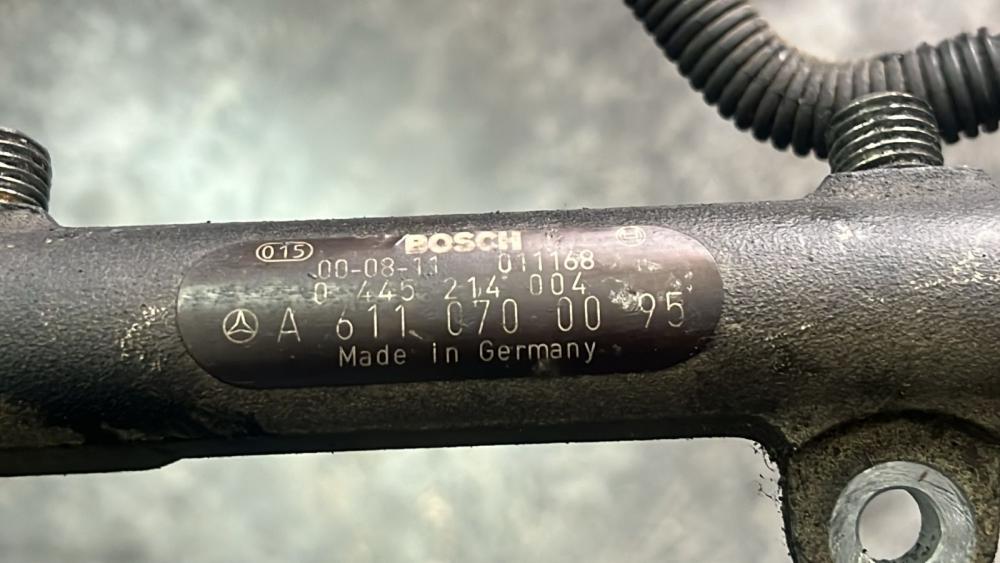 015 BOSCH
00-08-11 011168
0 445 214 004
A 611 070 00 95
Made in Germany